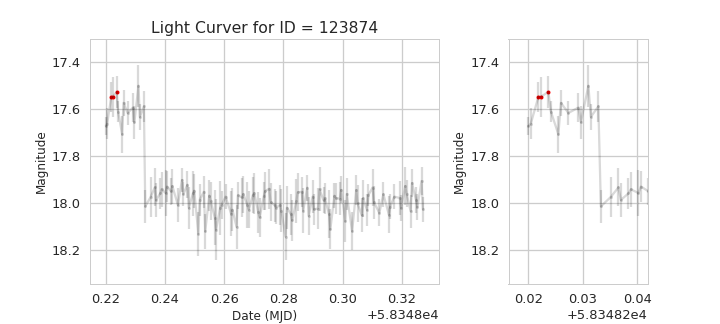 Light Curver for ID = 123874
Magnitude
17.4
17.6
17.8
18.0
18.2
0.22 0.24 0.26 0.28 0.30 0.32
Date (MJD)
+5.8348e4
Magnitude
17.4
17.6
17.8
18.0
18.2
0.02 0.03 0.04
+5.83482e4